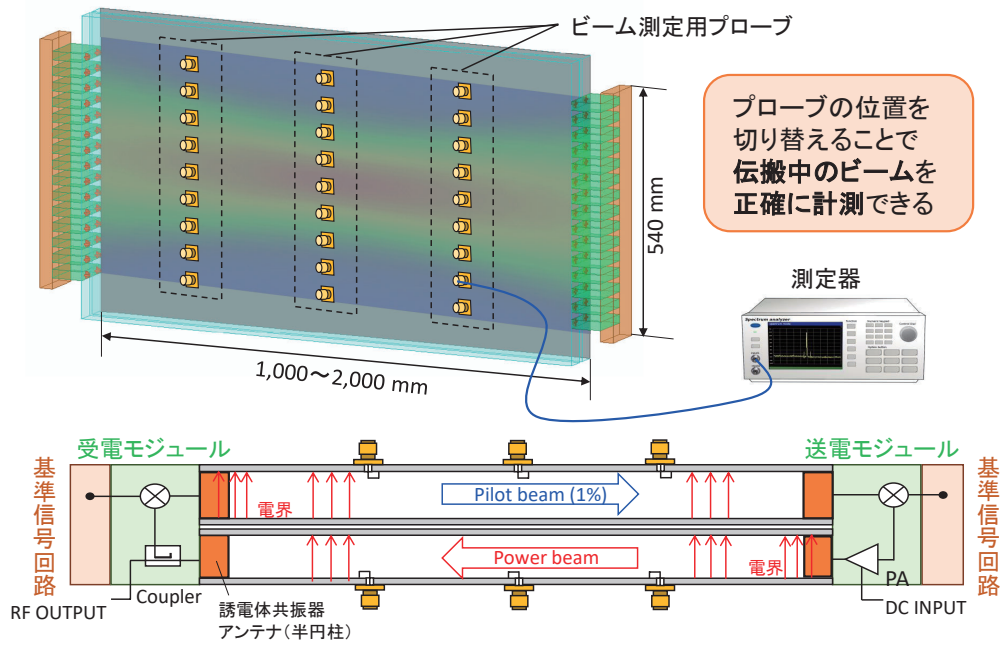 ビーム測定用プローブ
プローブの位置を
切り替えることで
伝搬中のビームを
正確に計測できる
540 mm
測定器
Spectrum analyzer
1,000～2,000 mm
受電モジュール
送電モジュール
基準信号回路
基準信号回路
Pilot beam (1%)
電界
Power beam
電界
PA
RF OUTPUT
Coupler
誘電体共振器
アンテナ（半円柱）
DC INPUT